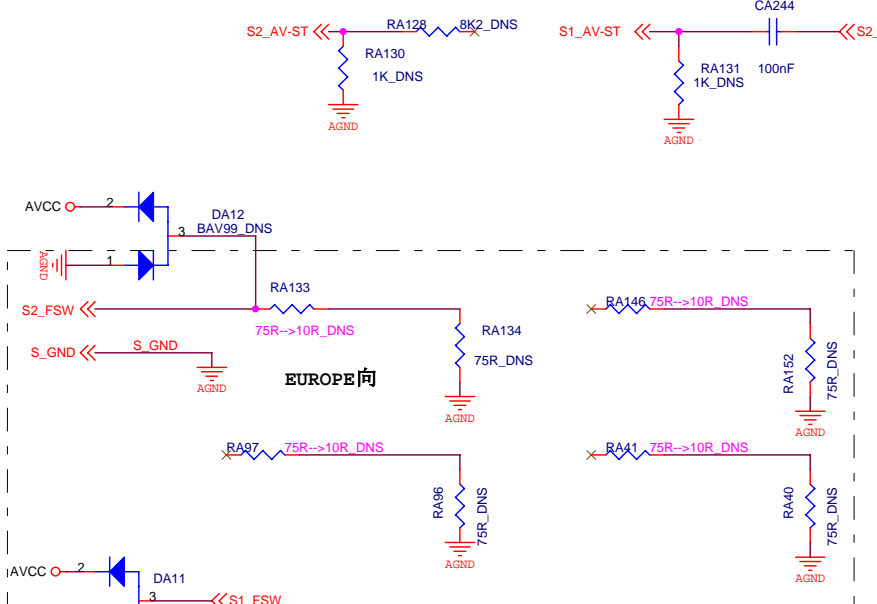 CA244
S2_AV-ST
RA128
8K2_DNS
S1_AV-ST
S2_
RA130
1K_DNS
RA131
1K_DNS
100nF
AGND
AGND
AVCC
2
DA12
BAV99_DNS
3
AGND
1
RA133
S2_FSW
75R-->10R_DNS
RA134
75R_DNS
RA146
75R-->10R_DNS
S_GND
S_GND
AGND
EUROPE向
AGND
RA152
75R_DNS
AGND
RA97
75R-->10R_DNS
RA41
75R-->10R_DNS
RA96
75R_DNS
AGND
RA40
75R_DNS
AGND
AVCC
2
DA11
3
S1_FSW